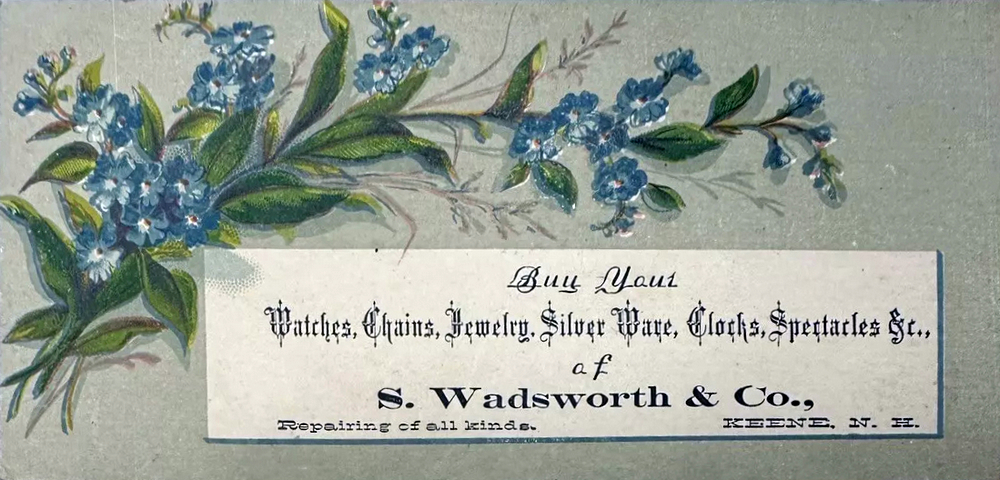 Buy Your
Watches, Chains, Jewelry, Silver Ware, Clocks, Spectacles &c.,
of
S. Wadsworth & Co.,
Repairing of all kinds. KEENE, N. H.